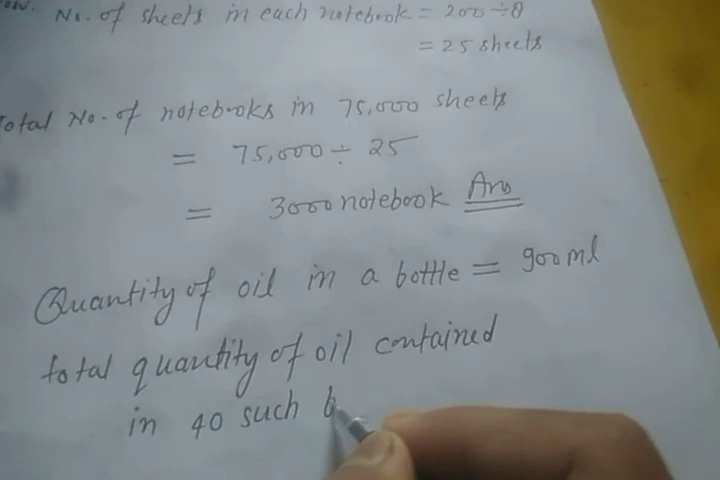 No. of sheets in each notebook = 200 ÷ 8
= 25 sheets
Total No. of notebooks in 75,000 sheets
= 75,000 ÷ 25
= 3000 notebook Ans
Quantity of oil in a bottle = 900 ml
total quantity of oil contained
in 40 such b